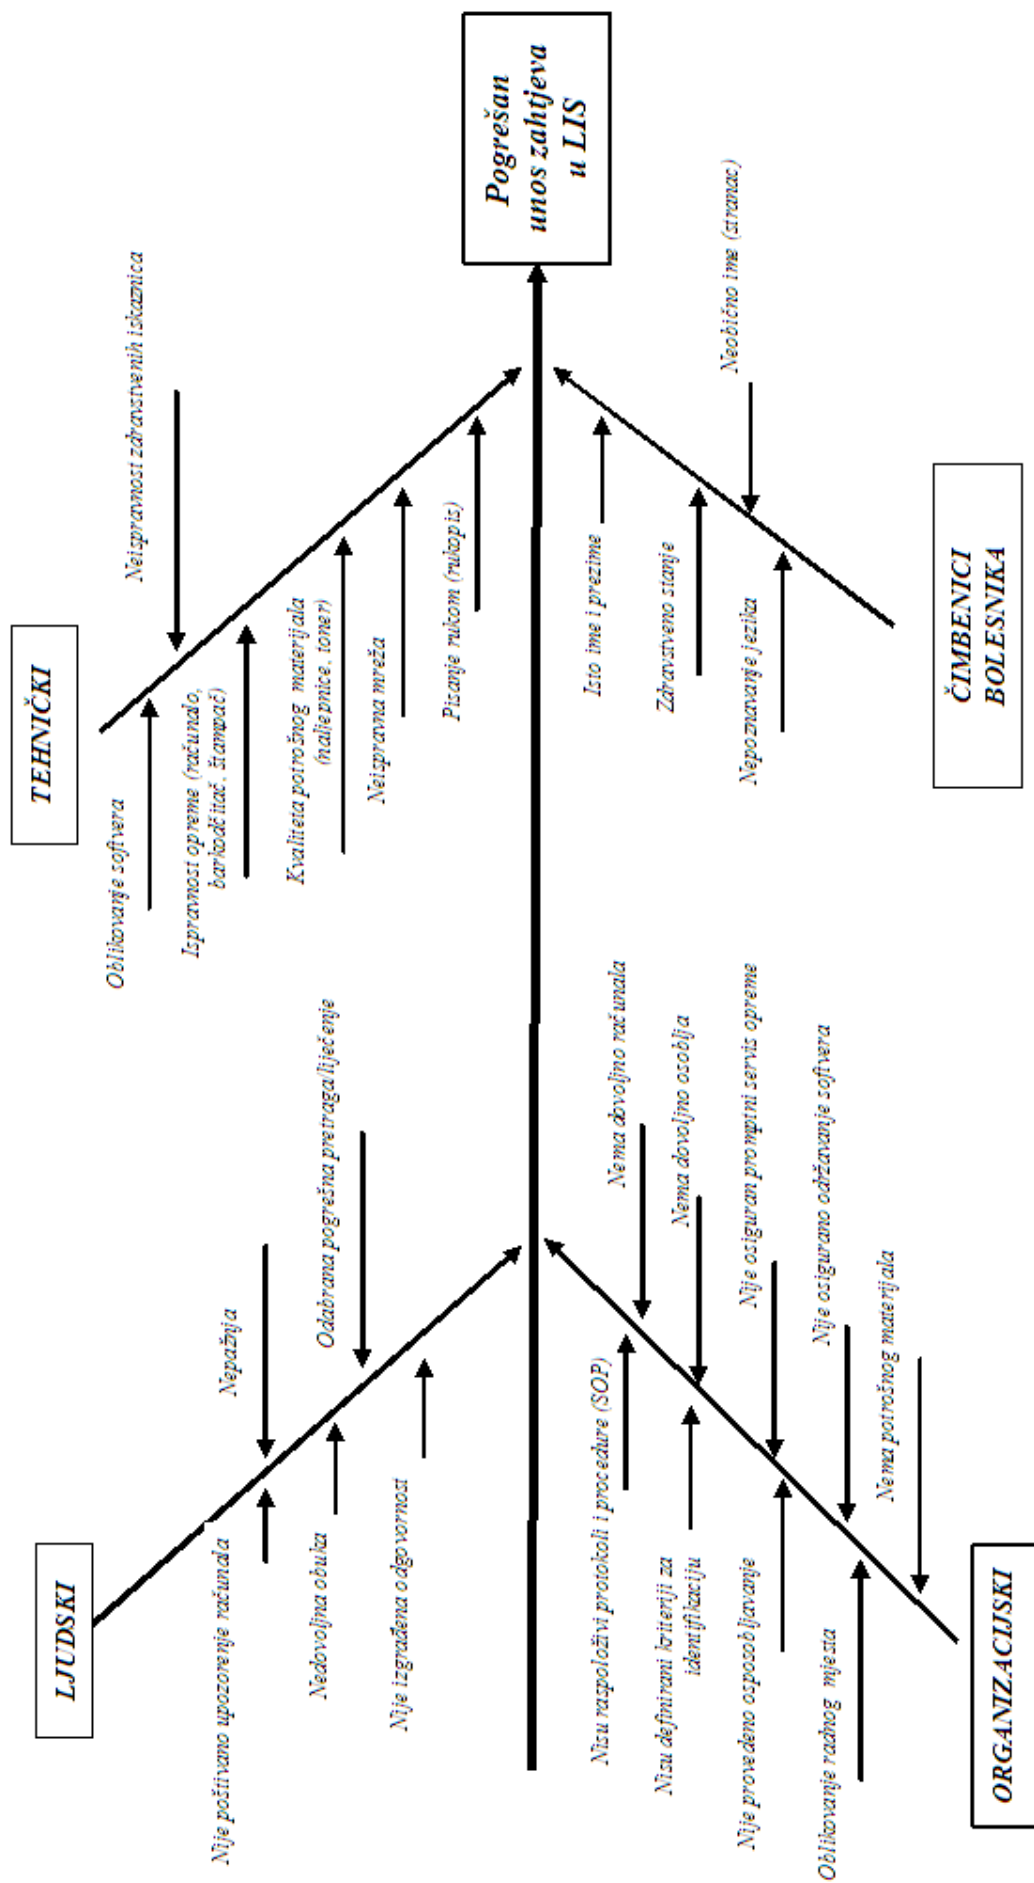 LJUDSKI
Nije poštivano upozorenje računala
Nepažnja
Nedovoljna obuka
Odabrana pogrešna pretraga/liječenje
Nije izgrađena odgovornost
TEHNIČKI
Oblikovanje softvera
Neispravnost zdravstvenih iskaznica
Ispravnost opreme (računalo,
barkodčitač, štampač)
Kvaliteta potrošnog materijala
(naljepnice, toner)
Neispravna mreža
Pisanje rukom (rukopis)
Pogrešan
unos zahtjeva
u LIS
Nisu raspoloživi protokoli i procedure (SOP)
Nema dovoljno računala
Nisu definirani kriteriji za
identifikaciju
Nema dovoljno osoblja
Nije provedeno osposobljavanje
Nije osiguran promptni servis opreme
Oblikovanje radnog mjesta
Nije osigurano održavanje softvera
Nema potrošnog materijala
ORGANIZACIJSKI
Isto ime i prezime
Zdravstveno stanje
Nepoznavanje jezika
Neobično ime (stranac)
ČIMBENICI
BOLESNIKA